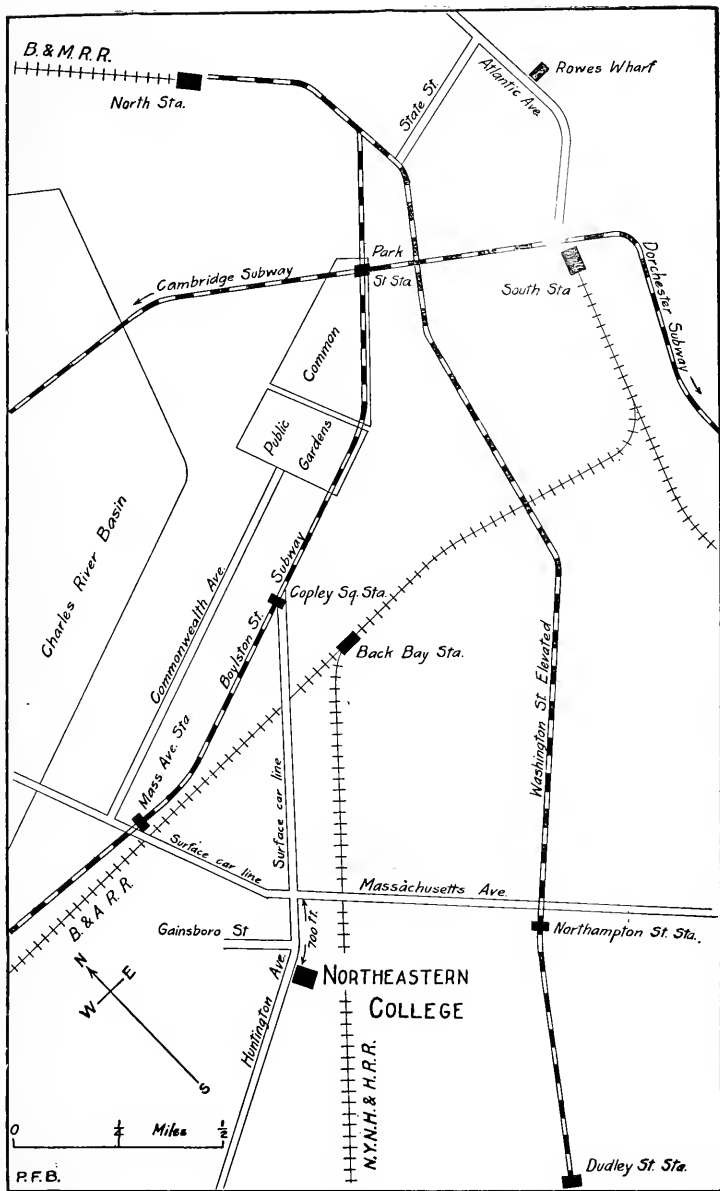 B. & M. R. R.
North Sta.
State St.
Atlantic Ave.
Rowes Wharf
Park
St Sta
Cambridge Subway
South Sta
Dorchester Subway
Common
Public
Gardens
Charles River Basin
Commonwealth Ave.
Boylston St. Subway
Copley Sq. Sta.
Back Bay Sta.
Washington St. Elevated
Mass Ave. Sta
Surface car line
Surface car line
Massachusetts Ave.
B. & A R. R.
Gainsboro St
700 ft.
Northampton St. Sta.
N
E
W
S
Huntington Ave.
NORTHEASTERN
COLLEGE
N.Y.N.H. & H.R.R.
0 Miles 1/2
P.F.B.
Dudley St. Sta.